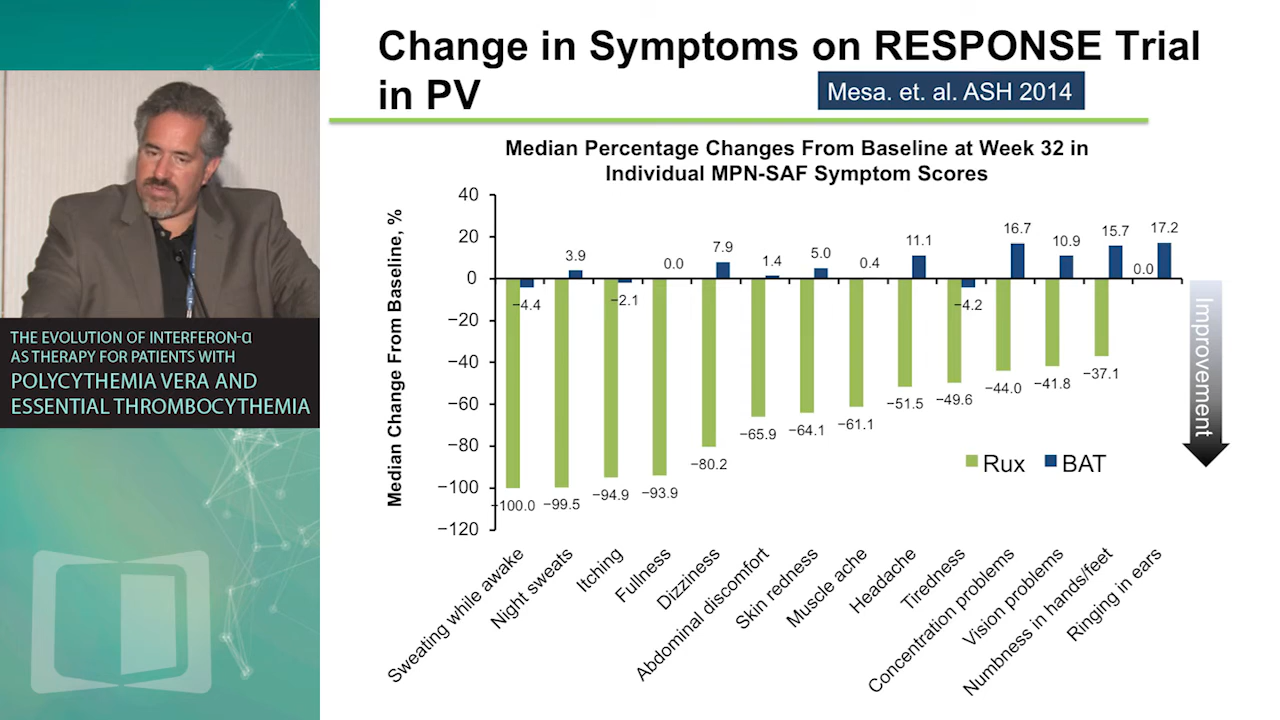 Change in Symptoms on RESPONSE Trial
in PV
Mesa. et. al. ASH 2014
THE EVOLUTION OF INTERFERON-α
AS THERAPY FOR PATIENTS WITH
POLYCYTHEMIA VERA AND
ESSENTIAL THROMBOCYTHEMIA
Median Percentage Changes From Baseline at Week 32 in
Individual MPN-SAF Symptom Scores
Median Change From Baseline, %
40
20
0
−20
−40
−60
−80
−100
−120
−4.4
3.9
−2.1
0.0
7.9
1.4
5.0
0.4
11.1
−4.2
16.7
10.9
15.7
0.0
17.2
−100.0
−99.5
−94.9
−93.9
−80.2
−65.9
−64.1
−61.1
−51.5
−49.6
−44.0
−41.8
−37.1
Improvement
Rux
BAT
Sweating while awake
Night sweats
Itching
Fullness
Dizziness
Abdominal discomfort
Skin redness
Muscle ache
Headache
Tiredness
Concentration problems
Vision problems
Numbness in hands/feet
Ringing in ears